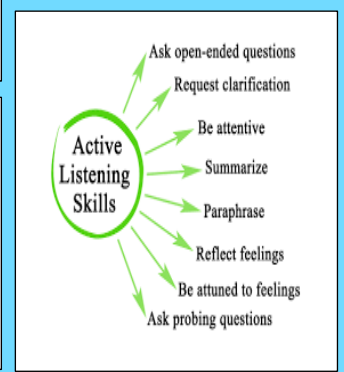 Ask open-ended questions
Request clarification
Be attentive
Active
Listening
Skills
Summarize
Paraphrase
Reflect feelings
Be attuned to feelings
Ask probing questions